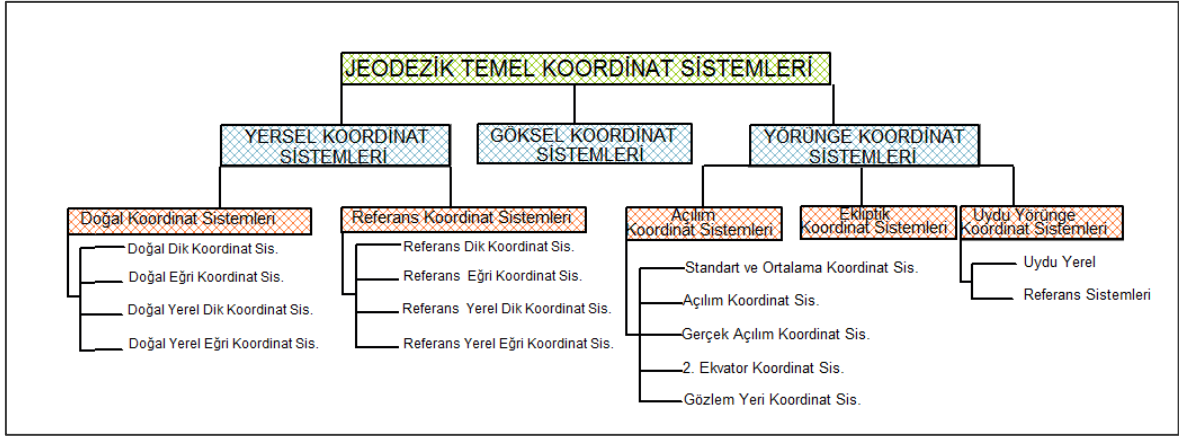 JEODEZİK TEMEL KOORDİNAT SİSTEMLERİ
YERSEL KOORDİNAT
SİSTEMLERİ
GÖKSEL KOORDİNAT
SİSTEMLERİ
YÖRÜNGE KOORDİNAT
SİSTEMLERİ
Doğal Koordinat Sistemleri
Doğal Dik Koordinat Sis.
Doğal Eğri Koordinat Sis.
Doğal Yerel Dik Koordinat Sis.
Doğal Yerel Eğri Koordinat Sis.
Referans Koordinat Sistemleri
Referans Dik Koordinat Sis.
Referans Eğri Koordinat Sis.
Referans Yerel Dik Koordinat Sis.
Referans Yerel Eğri Koordinat Sis.
Açılım
Koordinat Sistemleri
Standart ve Ortalama Koordinat Sis.
Açılım Koordinat Sis.
Gerçek Açılım Koordinat Sis.
2. Ekvator Koordinat Sis.
Gözlem Yeri Koordinat Sis.
Ekliptik
Koordinat Sistemleri
Uydu Yörünge
Koordinat Sistemleri
Uydu Yerel
Referans Sistemleri